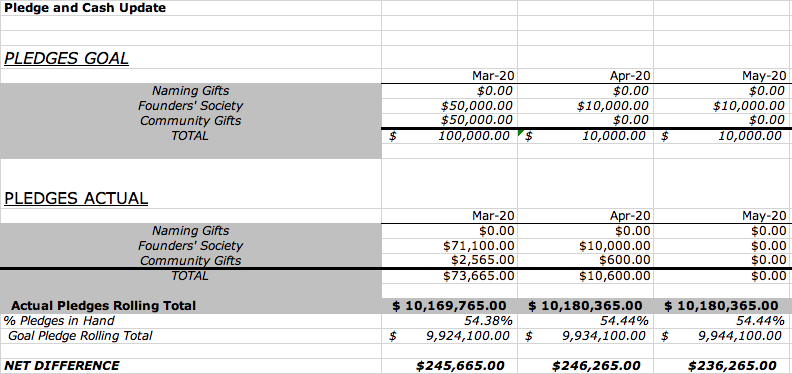 Pledge and Cash Update
PLEDGES GOAL
Mar-20 Apr-20 May-20
Naming Gifts $0.00 $0.00 $0.00
Founders' Society $50,000.00 $10,000.00 $10,000.00
Community Gifts $50,000.00 $0.00 $0.00
TOTAL $ 100,000.00 $ 10,000.00 $ 10,000.00
PLEDGES ACTUAL
Mar-20 Apr-20 May-20
Naming Gifts $0.00 $0.00 $0.00
Founders' Society $71,100.00 $10,000.00 $0.00
Community Gifts $2,565.00 $600.00 $0.00
TOTAL $73,665.00 $10,600.00 $0.00
Actual Pledges Rolling Total $ 10,169,765.00 $ 10,180,365.00 $ 10,180,365.00
% Pledges in Hand 54.38% 54.44% 54.44%
Goal Pledge Rolling Total $ 9,924,100.00 $ 9,934,100.00 $ 9,944,100.00
NET DIFFERENCE $245,665.00 $246,265.00 $236,265.00